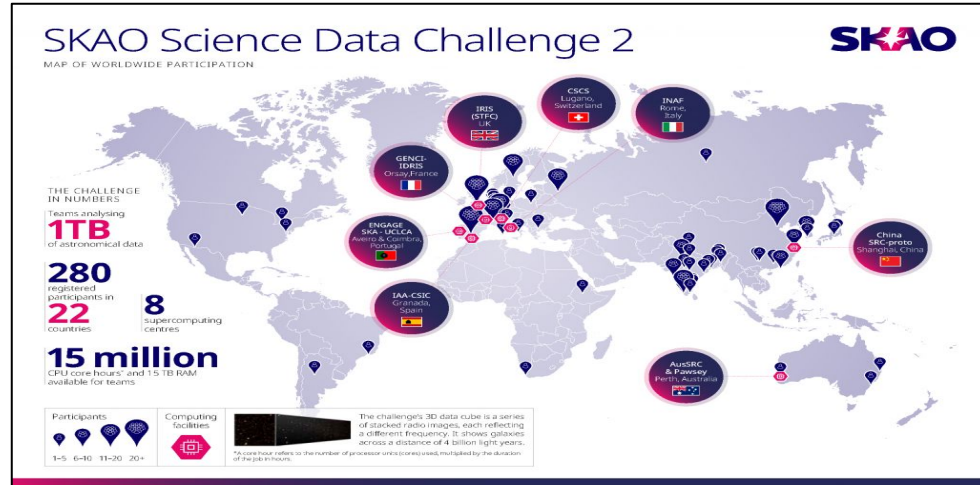 SKAO Science Data Challenge 2
MAP OF WORLDWIDE PARTICIPATION
SKAO
IRIS
(STFC)
UK
CSCS
Lugano,
Switzerland
INAF
Rome,
Italy
GENCI-
IDRIS
Orsay,France
ENGAGE
SKA - UCLCA
Aveiro & Coimbra,
Portugal
IAA-CSIC
Granada,
Spain
China
SRC-proto
Shanghai, China
AusSRC
& Pawsey
Perth, Australia
THE CHALLENGE
IN NUMBERS
Teams analysing
1TB
of astronomical data
280
registered
participants in
22
countries
8
supercomputing
centres
15 million
CPU core hours* and 15 TB RAM
available for teams
Participants
1–5 6–10 11–20 20+
Computing
facilities
The challenge's 3D data cube is a series
of stacked radio images, each reflecting
a different frequency. It shows galaxies
across a distance of 4 billion light years.
*A core hour refers to the number of processor units (cores) used, multiplied by the duration
of the job in hours.